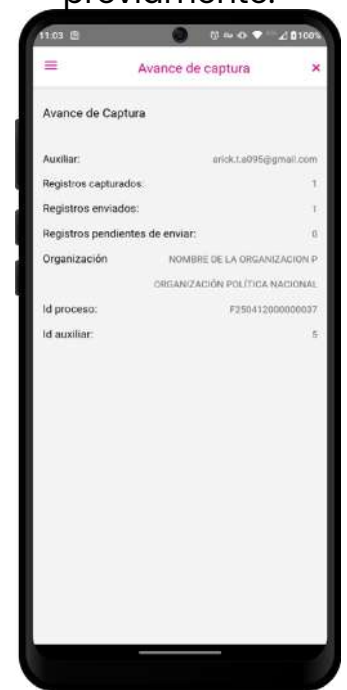 previamente.
11:03 100%
Avance de captura ×
Avance de Captura
Auxiliar: arick.t.a095@gmail.com
Registros capturados: 1
Registros enviados: 1
Registros pendientes de enviar: 0
Organización NOMBRE DE LA ORGANIZACION P
ORGANIZACIÓN POLÍTICA NACIONAL
Id proceso: F250412000000037
Id auxiliar: 5